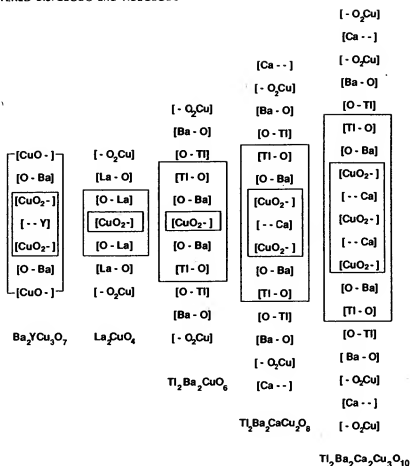 [CuO - ]
[O - Ba]
[CuO₂- ]
[ - - Y]
[CuO₂- ]
[O - Ba]
[CuO - ]
Ba₂YCu₃O₇
[ - O₂Cu]
[La - O]
[O - La]
[CuO₂-]
[O - La]
[La - O]
[ - O₂Cu]
La₂CuO₄
[ - O₂Cu]
[Ba - O]
[O - Tl]
[Tl - O]
[O - Ba]
[CuO₂- ]
[O - Ba]
[Tl - O]
[O - Tl]
[Ba - O]
[ - O₂Cu]
Tl₂Ba₂CuO₆
[Ca - - ]
[ - O₂Cu]
[Ba - O]
[O - Tl]
[Tl - O]
[O - Ba]
[CuO₂- ]
[ - - Ca]
[CuO₂- ]
[O - Ba]
[Tl - O]
[O - Tl]
[Ba - O]
[ - O₂Cu]
[Ca - - ]
Tl₂Ba₂CaCu₂O₈
[ - O₂Cu]
[Ca - - ]
[ - O₂Cu]
[Ba - O]
[O - Tl]
[Tl - O]
[O - Ba]
[CuO₂- ]
[ - - Ca]
[CuO₂- ]
[ - - Ca]
[CuO₂- ]
[O - Ba]
[Tl - O]
[O - Tl]
[ Ba - O]
[ - O₂Cu]
[Ca - - ]
[ - O₂Cu]
Tl₂Ba₂Ca₂Cu₃O₁₀